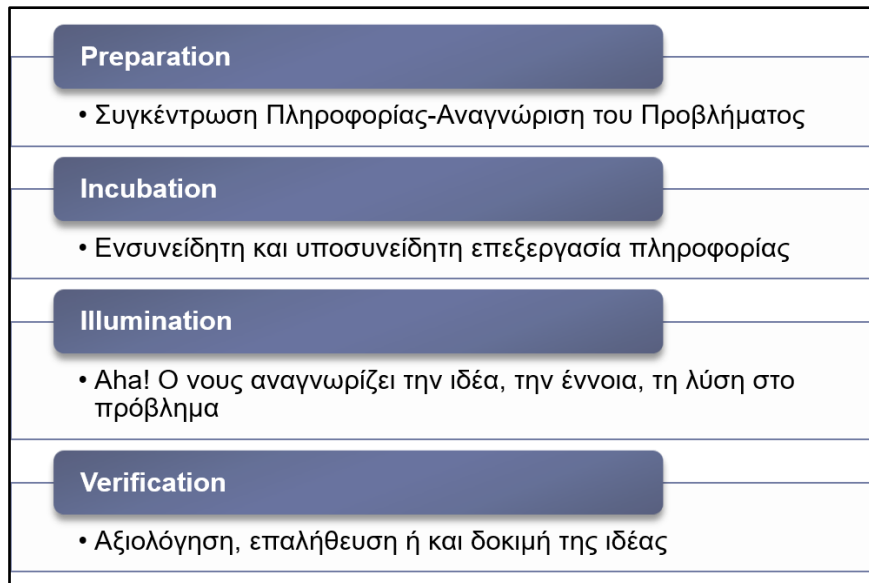 Preparation
• Συγκέντρωση Πληροφορίας-Αναγνώριση του Προβλήματος
Incubation
• Ενσυνείδητη και υποσυνείδητη επεξεργασία πληροφορίας
Illumination
• Aha! Ο νους αναγνωρίζει την ιδέα, την έννοια, τη λύση στο
πρόβλημα
Verification
• Αξιολόγηση, επαλήθευση ή και δοκιμή της ιδέας